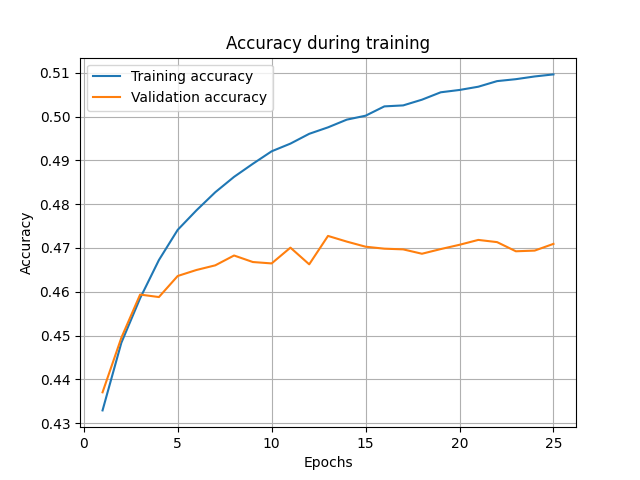 Accuracy during training
Training accuracy
Validation accuracy
0.51
0.50
0.49
0.48
0.47
0.46
0.45
0.44
0.43
Accuracy
0 5 10 15 20 25
Epochs